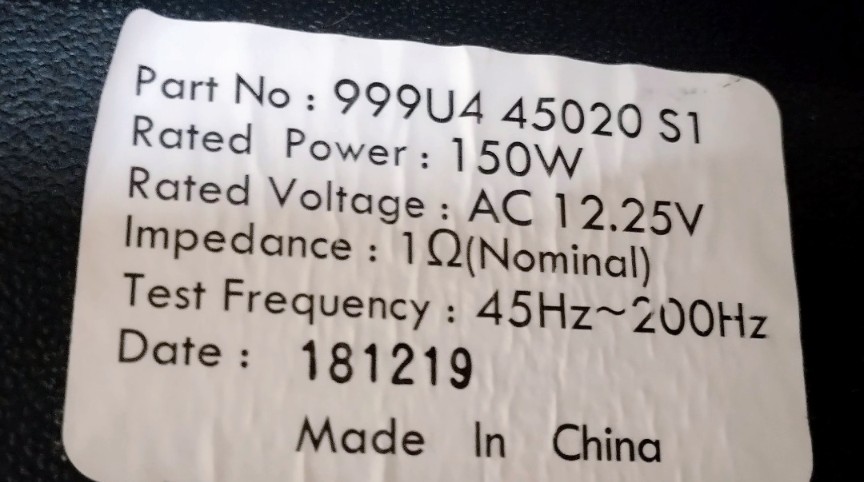 Part No : 999U4 45020 S1
Rated Power : 150W
Rated Voltage : AC 12.25V
Impedance : 1Ω(Nominal)
Test Frequency : 45Hz~200Hz
Date : 181219
Made In China